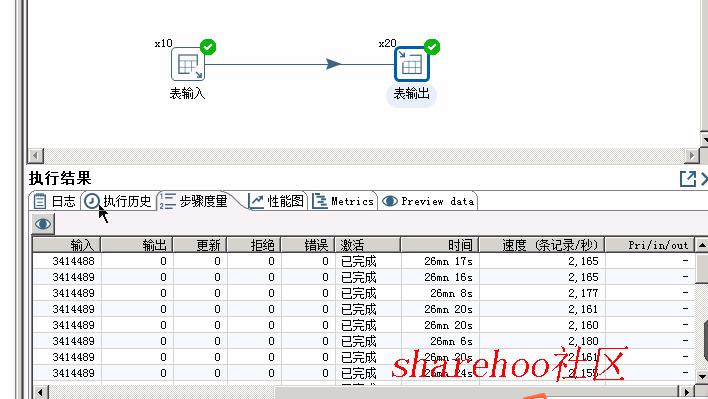 x10 x20
表输入 表输出
执行结果
日志 执行历史 步骤度量 性能图 Metrics Preview data
输入 输出 更新 拒绝 错误 激活 时间 速度 (条记录/秒) Pri/in/out
3414488 0 0 0 0 已完成 26mn 17s 2,165 -
3414489 0 0 0 0 已完成 26mn 16s 2,165 -
3414489 0 0 0 0 已完成 26mn 8s 2,177 -
3414489 0 0 0 0 已完成 26mn 20s 2,161 -
3414489 0 0 0 0 已完成 26mn 20s 2,160 -
3414489 0 0 0 0 已完成 26mn 6s 2,180 -
3414489 0 0 0 0 已完成 26mn 20s 2,161 -
3414489 0 0 0 0 已完成 2,155 -
sharehoo社区